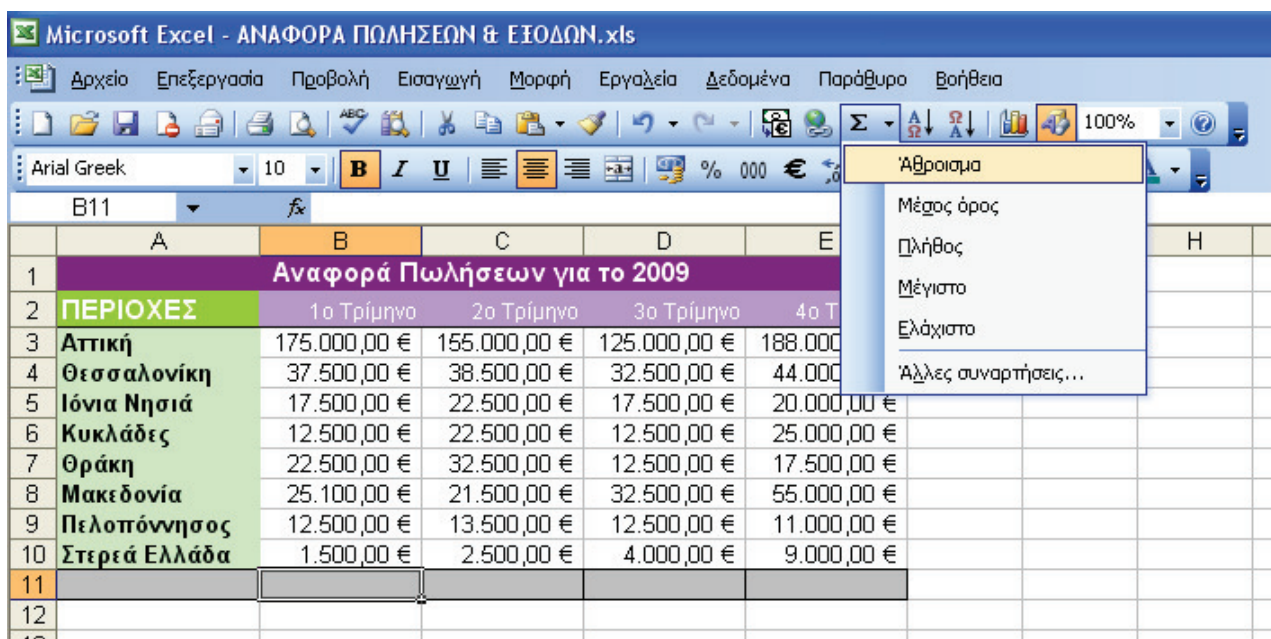 Microsoft Excel - ΑΝΑΦΟΡΑ ΠΩΛΗΣΕΩΝ & ΕΞΟΔΩΝ.xls
Αρχείο Επεξεργασία Προβολή Εισαγωγή Μορφή Εργαλεία Δεδομένα Παράθυρο Βοήθεια
ABC Σ Α Ω Ω Α 100%
Arial Greek 10 B I U a % 000 €
Άθροισμα
Μέσος όρος
Πλήθος
Μέγιστο
Ελάχιστο
Άλλες συναρτήσεις...
B11 fx
A B C D E H
1 Αναφορά Πωλήσεων για το 2009
2 ΠΕΡΙΟΧΕΣ 1ο Τρίμηνο 2ο Τρίμηνο 3ο Τρίμηνο 4ο Τ
3 Αττική 175.000,00 € 155.000,00 € 125.000,00 € 188.000
4 Θεσσαλονίκη 37.500,00 € 38.500,00 € 32.500,00 € 44.000
5 Ιόνια Νησιά 17.500,00 € 22.500,00 € 17.500,00 € 20.000,00 €
6 Κυκλάδες 12.500,00 € 22.500,00 € 12.500,00 € 25.000,00 €
7 Θράκη 22.500,00 € 32.500,00 € 12.500,00 € 17.500,00 €
8 Μακεδονία 25.100,00 € 21.500,00 € 32.500,00 € 55.000,00 €
9 Πελοπόννησος 12.500,00 € 13.500,00 € 12.500,00 € 11.000,00 €
10 Στερεά Ελλάδα 1.500,00 € 2.500,00 € 4.000,00 € 9.000,00 €
11
12